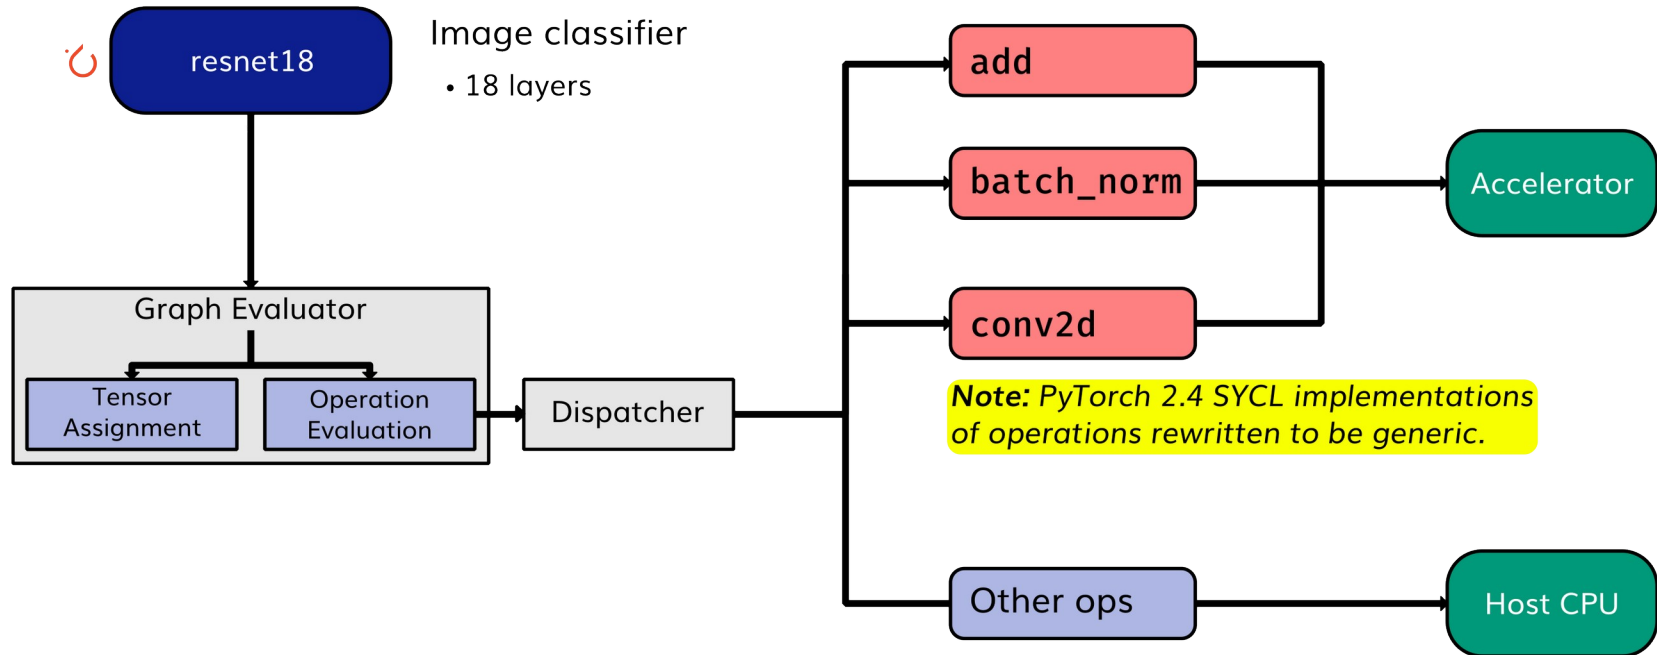 resnet18
Image classifier
• 18 layers
Graph Evaluator
Tensor
Assignment
Operation
Evaluation
Dispatcher
add
batch_norm
conv2d
Note: PyTorch 2.4 SYCL implementations
of operations rewritten to be generic.
Other ops
Accelerator
Host CPU